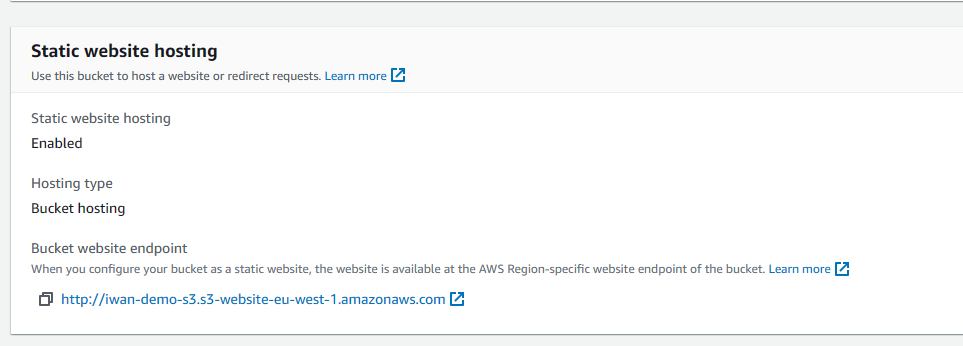 Static website hosting
Use this bucket to host a website or redirect requests. Learn more
Static website hosting
Enabled
Hosting type
Bucket hosting
Bucket website endpoint
When you configure your bucket as a static website, the website is available at the AWS Region-specific website endpoint of the bucket. Learn more
http://iwan-demo-s3.s3-website-eu-west-1.amazonaws.com